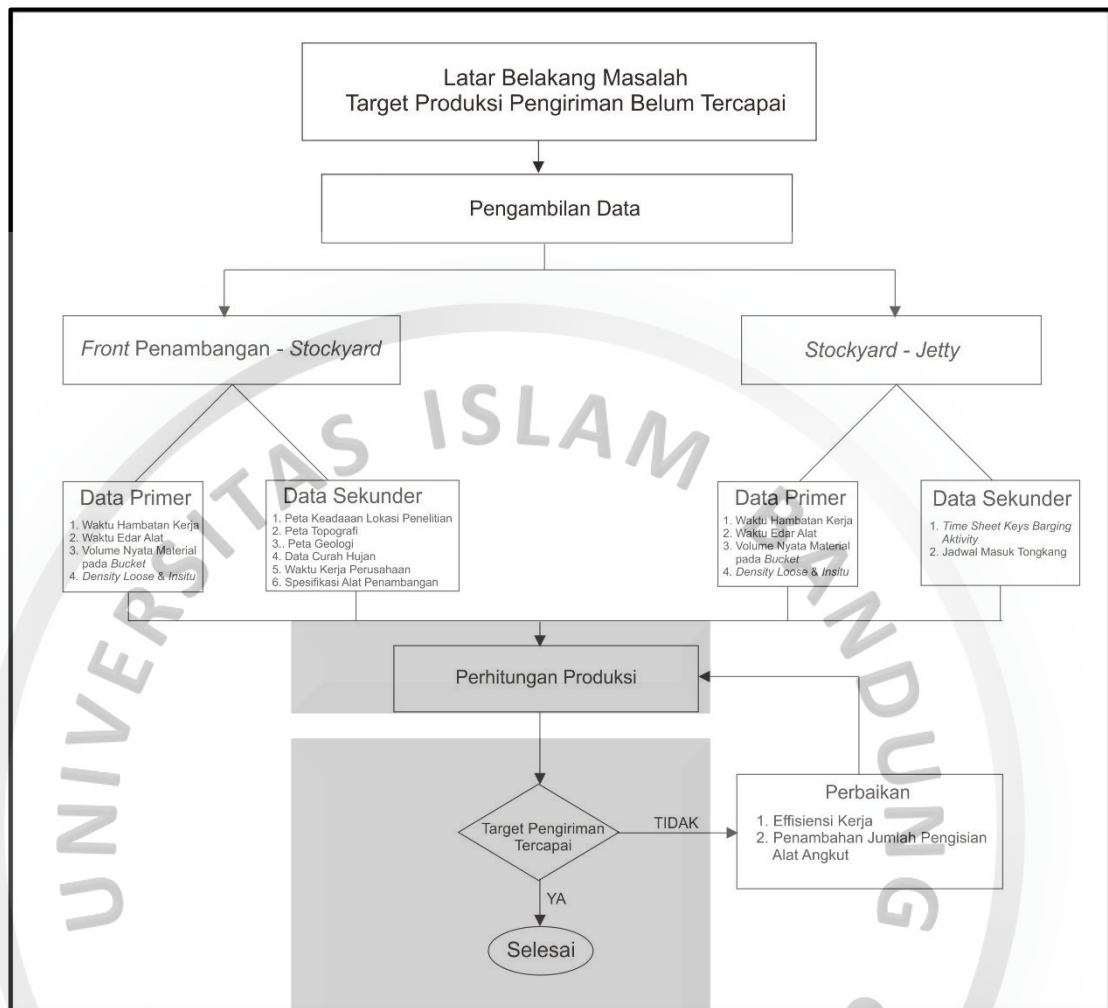 Latar Belakang Masalah
Target Produksi Pengiriman Belum Tercapai
Pengambilan Data
Front Penambangan - Stockyard
Stockyard - Jetty
Data Primer
1. Waktu Hambatan Kerja
2. Waktu Edar Alat
3. Volume Nyata Material
pada Bucket
4. Density Loose & Insitu
Data Sekunder
1. Peta Keadaaan Lokasi Penelitian
2. Peta Topografi
3. . Peta Geologi
4. Data Curah Hujan
5. Waktu Kerja Perusahaan
6. Spesifikasi Alat Penambangan
Data Primer
1. Waktu Hambatan Kerja
2. Waktu Edar Alat
3. Volume Nyata Material
pada Bucket
4. Density Loose & Insitu
Data Sekunder
1. Time Sheet Keys Barging
Aktivity
2. Jadwal Masuk Tongkang
Perhitungan Produksi
Target Pengiriman
Tercapai
TIDAK
Perbaikan
1. Effisiensi Kerja
2. Penambahan Jumlah Pengisian
Alat Angkut
YA
Selesai
UNIVERSITAS ISLAM BANDUNG